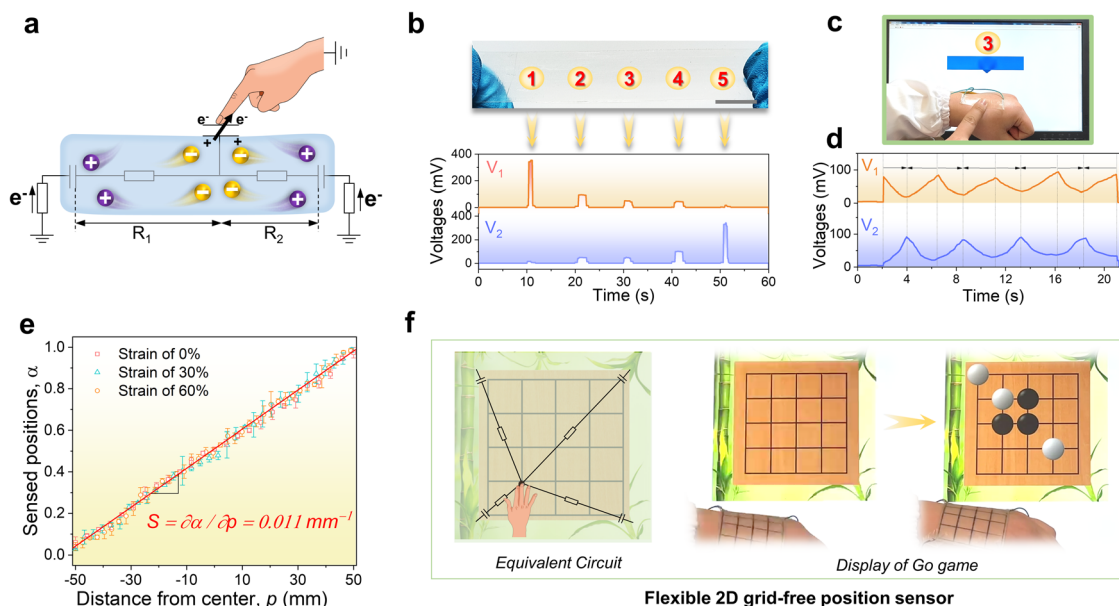 a
e-
e-
+ +
+ +
- -
+ +
- -
e-
e-
R1
R2
b
1 2 3 4 5
400
V1
200
0
400
V2
200
0
Voltages (mV)
0 10 20 30 40 50 60
Time (s)
c
3
d
100
V1
0
100
V2
0
Voltages (mV)
0 4 8 12 16 20
Time (s)
e
Strain of 0%
Strain of 30%
Strain of 60%
1.0
0.8
0.6
0.4
0.2
0.0
Sensed positions, α
S = ∂α / ∂p = 0.011 mm⁻¹
-50 -30 -10 10 30 50
Distance from center, p (mm)
f
Equivalent Circuit
Display of Go game
Flexible 2D grid-free position sensor